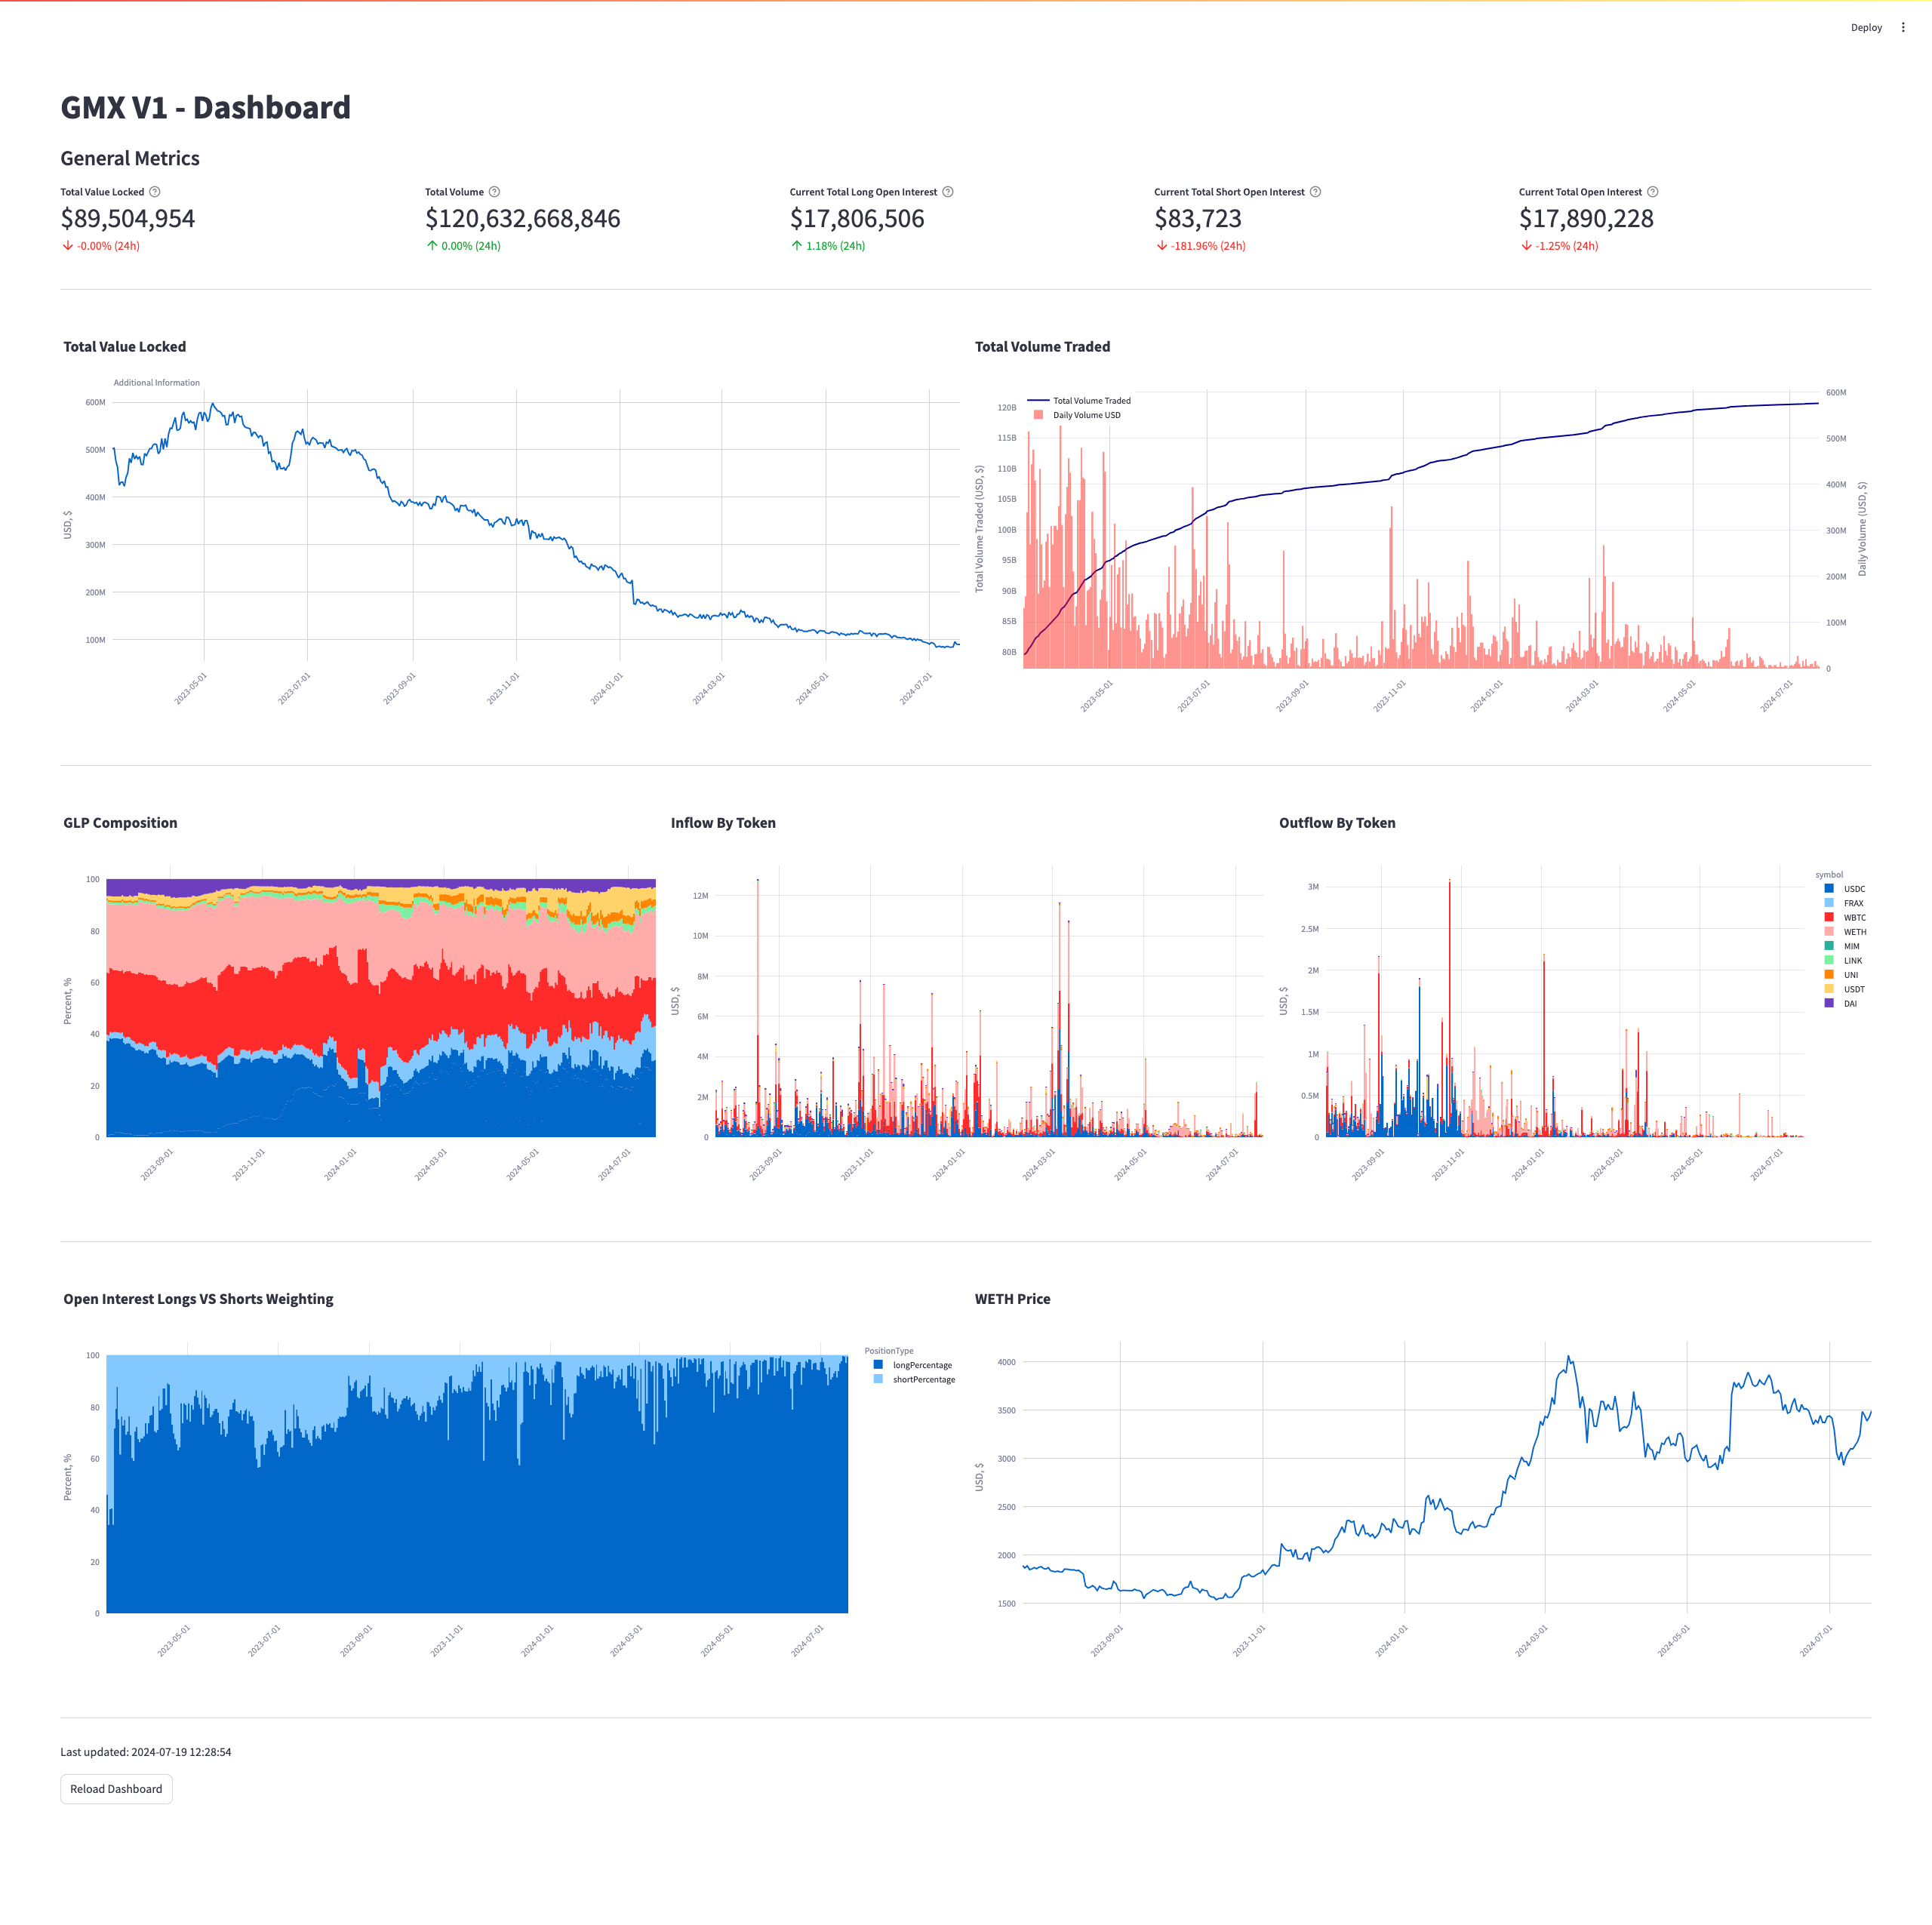 Deploy
GMX V1 - Dashboard
General Metrics
Total Value Locked
$89,504,954
-0.00% (24h)
Total Volume
$120,632,668,846
0.00% (24h)
Current Total Long Open Interest
$17,806,506
1.18% (24h)
Current Total Short Open Interest
$83,723
-181.96% (24h)
Current Total Open Interest
$17,890,228
-1.25% (24h)
Total Value Locked
Additional Information
USD, $
600M
500M
400M
300M
200M
100M
2023-05-01
2023-07-01
2023-09-01
2023-11-01
2024-01-01
2024-03-01
2024-05-01
2024-07-01
Total Volume Traded
Total Volume Traded
Daily Volume USD
Total Volume Traded (USD, $)
120B
115B
110B
105B
100B
95B
90B
85B
80B
600M
500M
400M
300M
200M
100M
0
Daily Volume (USD, $)
2023-05-01
2023-07-01
2023-09-01
2023-11-01
2024-01-01
2024-03-01
2024-05-01
2024-07-01
GLP Composition
Percent, %
100
80
60
40
20
0
2023-09-01
2023-11-01
2024-01-01
2024-03-01
2024-05-01
2024-07-01
Inflow By Token
USD, $
12M
10M
8M
6M
4M
2M
0
2023-09-01
2023-11-01
2024-01-01
2024-03-01
2024-05-01
2024-07-01
Outflow By Token
USD, $
3M
2.5M
2M
1.5M
1M
0.5M
0
2023-09-01
2023-11-01
2024-01-01
2024-03-01
2024-05-01
2024-07-01
symbol
USDC
FRAX
WBTC
WETH
MIM
LINK
UNI
USDT
DAI
Open Interest Longs VS Shorts Weighting
Percent, %
100
80
60
40
20
0
2023-05-01
2023-07-01
2023-09-01
2023-11-01
2024-01-01
2024-03-01
2024-05-01
2024-07-01
PositionType
longPercentage
shortPercentage
WETH Price
USD, $
4000
3500
3000
2500
2000
1500
2023-09-01
2023-11-01
2024-01-01
2024-03-01
2024-05-01
2024-07-01
Last updated: 2024-07-19 12:28:54
Reload Dashboard